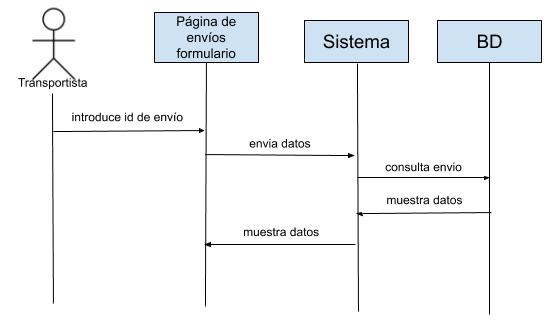 Página de
envíos
formulario
Sistema
BD
Transportista
introduce id de envío
envia datos
consulta envio
muestra datos
muestra datos